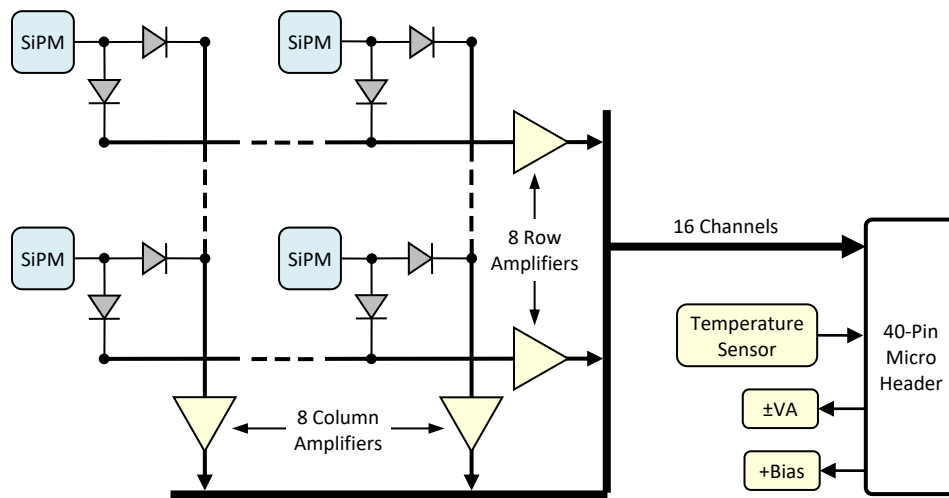 SiPM
SiPM
8 Row
Amplifiers
16 Channels
SiPM
SiPM
Temperature
Sensor
40-Pin
Micro
Header
8 Column
Amplifiers
±VA
+Bias